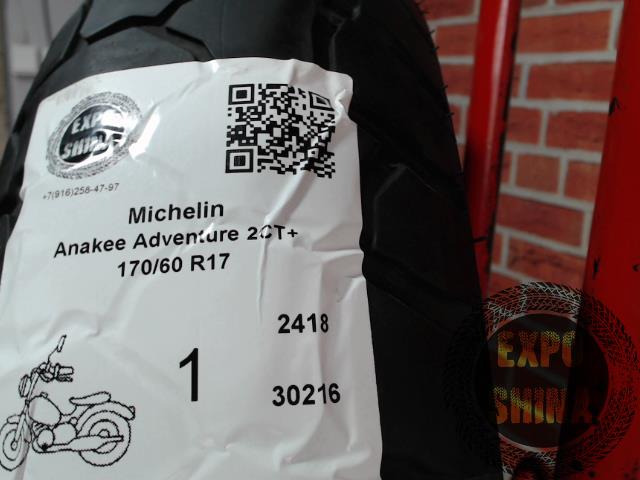 EXPO
SHINA
+7(916)258-47-97
Michelin
Anakee Adventure 2CT+
170/60 R17
2418
1
30216
EXPO
SHINA